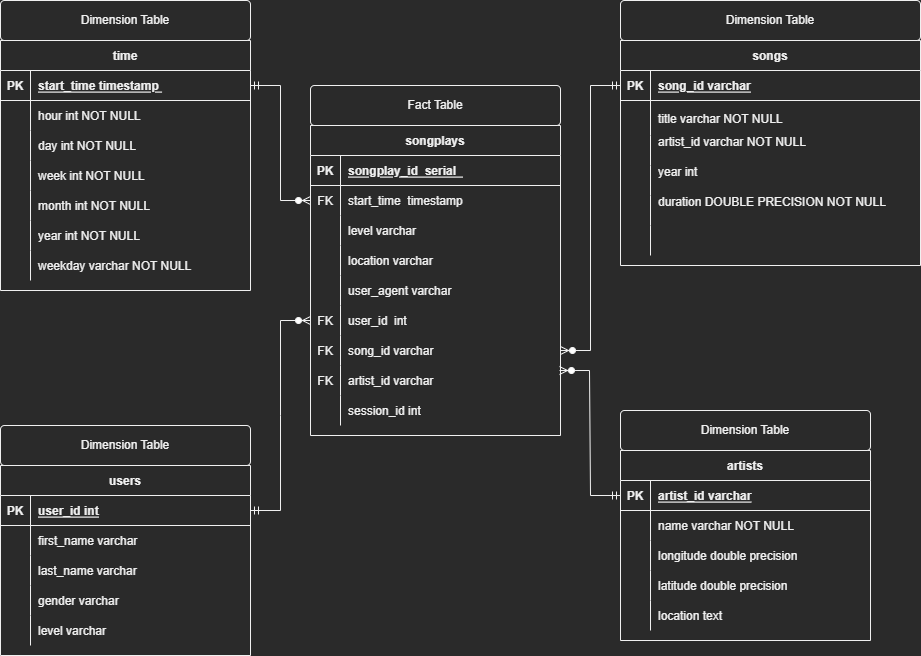 Dimension Table
time
PK start_time timestamp
hour int NOT NULL
day int NOT NULL
week int NOT NULL
month int NOT NULL
year int NOT NULL
weekday varchar NOT NULL
Fact Table
songplays
PK songplay_id serial
FK start_time timestamp
level varchar
location varchar
user_agent varchar
FK user_id int
FK song_id varchar
FK artist_id varchar
session_id int
Dimension Table
songs
PK song_id varchar
title varchar NOT NULL
artist_id varchar NOT NULL
year int
duration DOUBLE PRECISION NOT NULL
Dimension Table
users
PK user_id int
first_name varchar
last_name varchar
gender varchar
level varchar
Dimension Table
artists
PK artist_id varchar
name varchar NOT NULL
longitude double precision
latitude double precision
location text